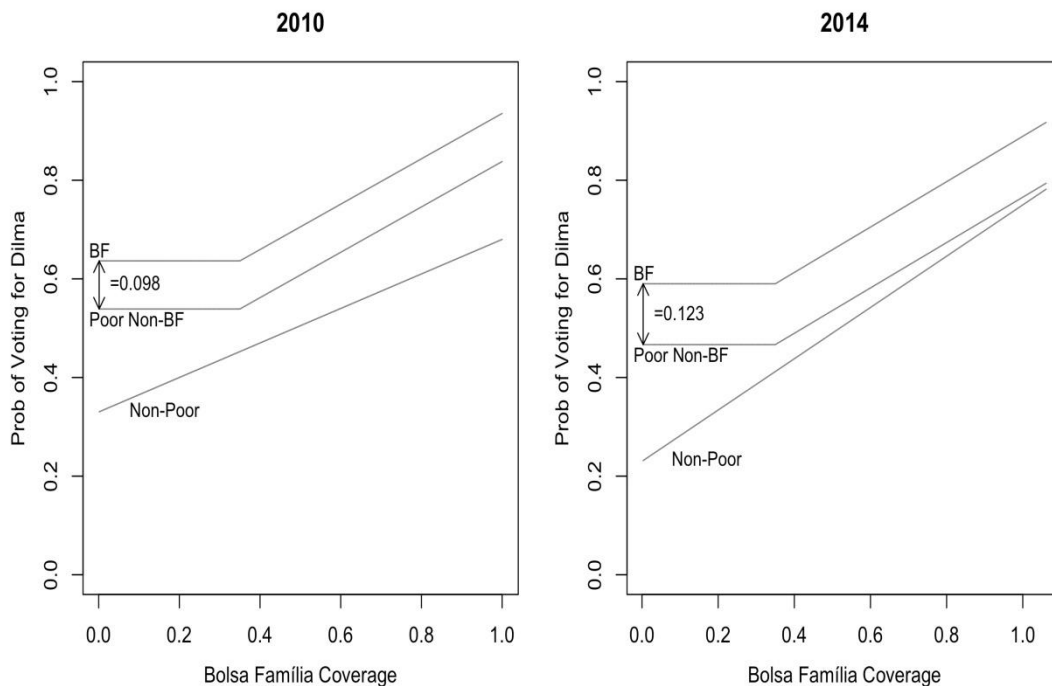 2010
Prob of Voting for Dilma
1.0
0.8
0.6
0.4
0.2
0.0
BF
=0.098
Poor Non-BF
Non-Poor
0.0 0.2 0.4 0.6 0.8 1.0
Bolsa Família Coverage
2014
Prob of Voting for Dilma
1.0
0.8
0.6
0.4
0.2
0.0
BF
=0.123
Poor Non-BF
Non-Poor
0.0 0.2 0.4 0.6 0.8 1.0
Bolsa Família Coverage